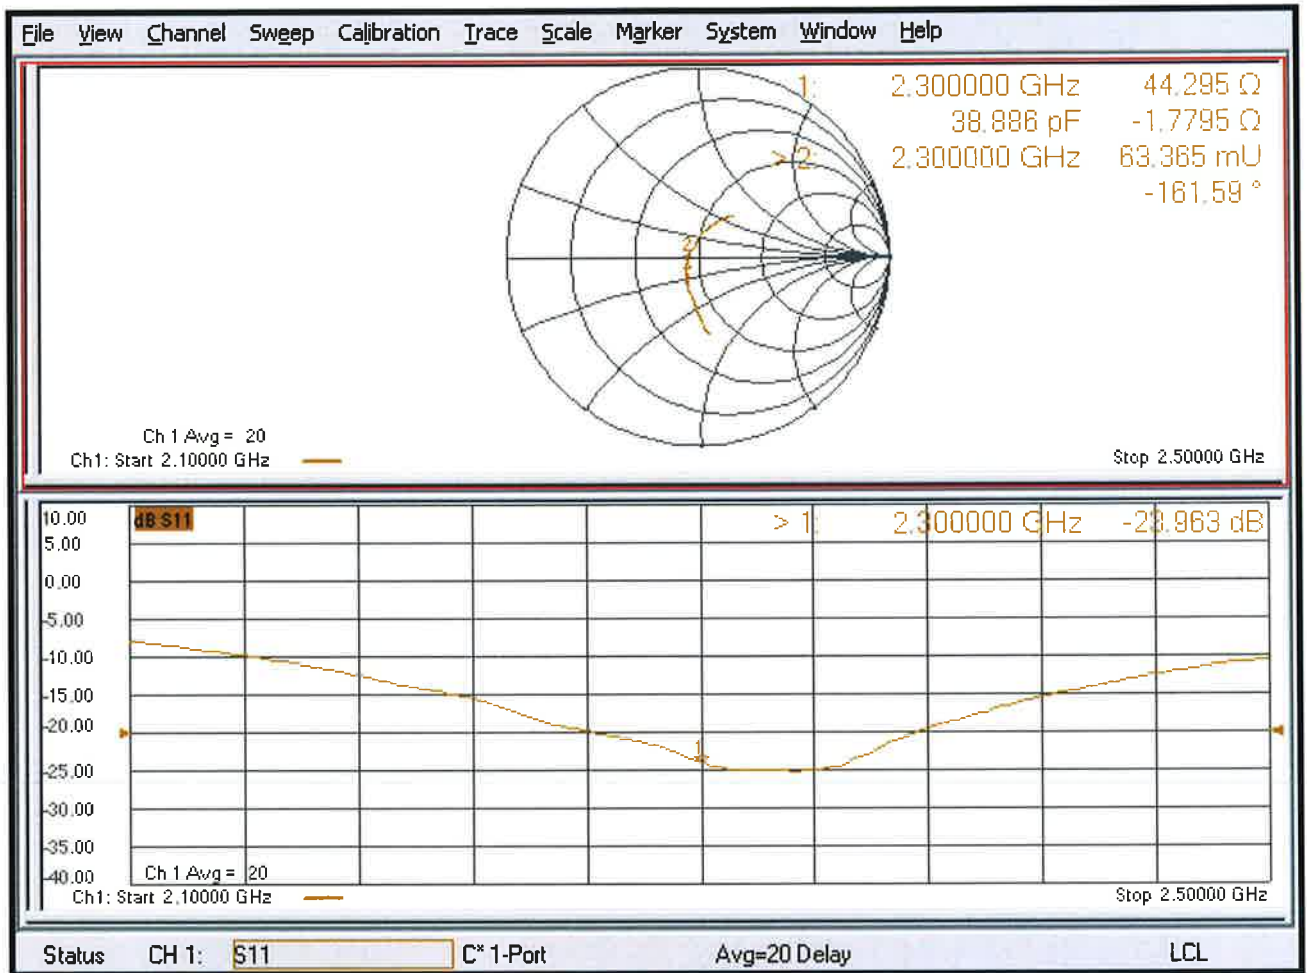 File View Channel Sweep Calibration Trace Scale Marker System Window Help
1: 2.300000 GHz 44.295 Ω
38.886 pF -1.7795 Ω
> 2: 2.300000 GHz 63.365 mU
-161.59 °
2
Ch 1 Avg = 20
Ch1: Start 2.10000 GHz
Stop 2.50000 GHz
10.00
dB S11
> 1: 2.300000 GHz -23.963 dB
5.00
0.00
-5.00
-10.00
-15.00
-20.00
1
-25.00
-30.00
-35.00
-40.00
Ch 1 Avg = 20
Ch1: Start 2.10000 GHz
Stop 2.50000 GHz
Status CH 1: S11 C* 1-Port Avg=20 Delay LCL